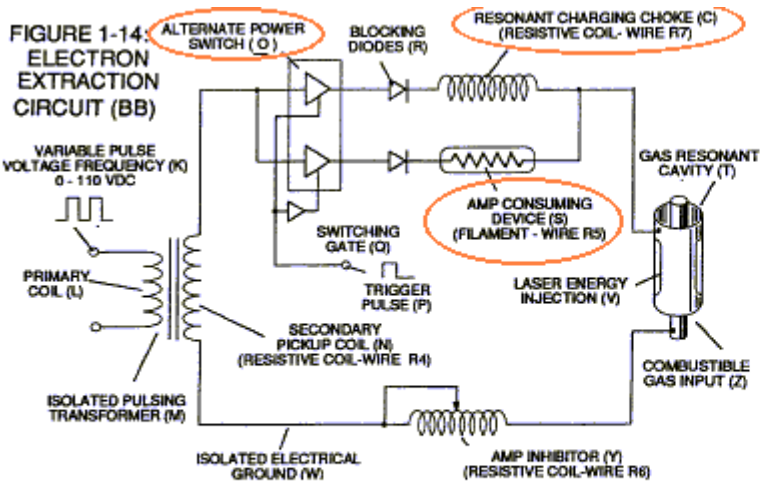 FIGURE 1-14:
ELECTRON
EXTRACTION
CIRCUIT (BB)
ALTERNATE POWER
SWITCH ( O )
BLOCKING
DIODES (R)
RESONANT CHARGING CHOKE (C)
(RESISTIVE COIL- WIRE R7)
VARIABLE PULSE
VOLTAGE FREQUENCY (K)
0 - 110 VDC
GAS RESONANT
CAVITY (T)
AMP CONSUMING
DEVICE (S)
(FILAMENT - WIRE R5)
SWITCHING
GATE (Q)
TRIGGER
PULSE (P)
PRIMARY
COIL (L)
LASER ENERGY
INJECTION (V)
SECONDARY
PICKUP COIL (N)
(RESISTIVE COIL-WIRE R4)
COMBUSTIBLE
GAS INPUT (Z)
ISOLATED PULSING
TRANSFORMER (M)
ISOLATED ELECTRICAL
GROUND (W)
AMP INHIBITOR (Y)
(RESISTIVE COIL-WIRE R6)